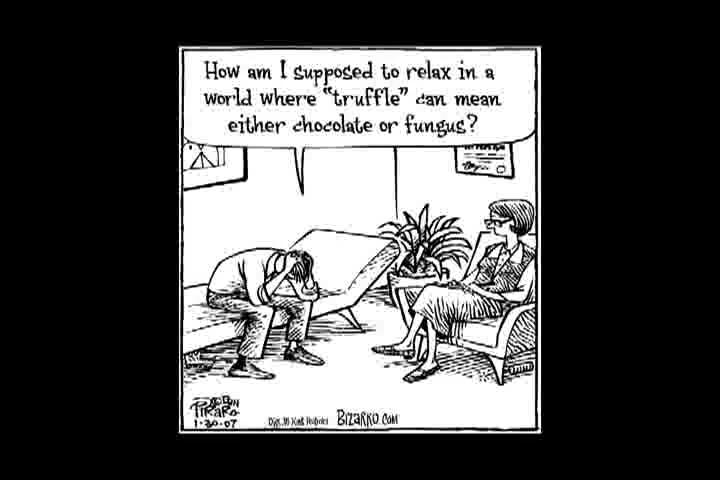 How am I supposed to relax in a
world where "truffle" can mean
either chocolate or fungus?
PIRARO
1·30·07
BIZARRO.COM